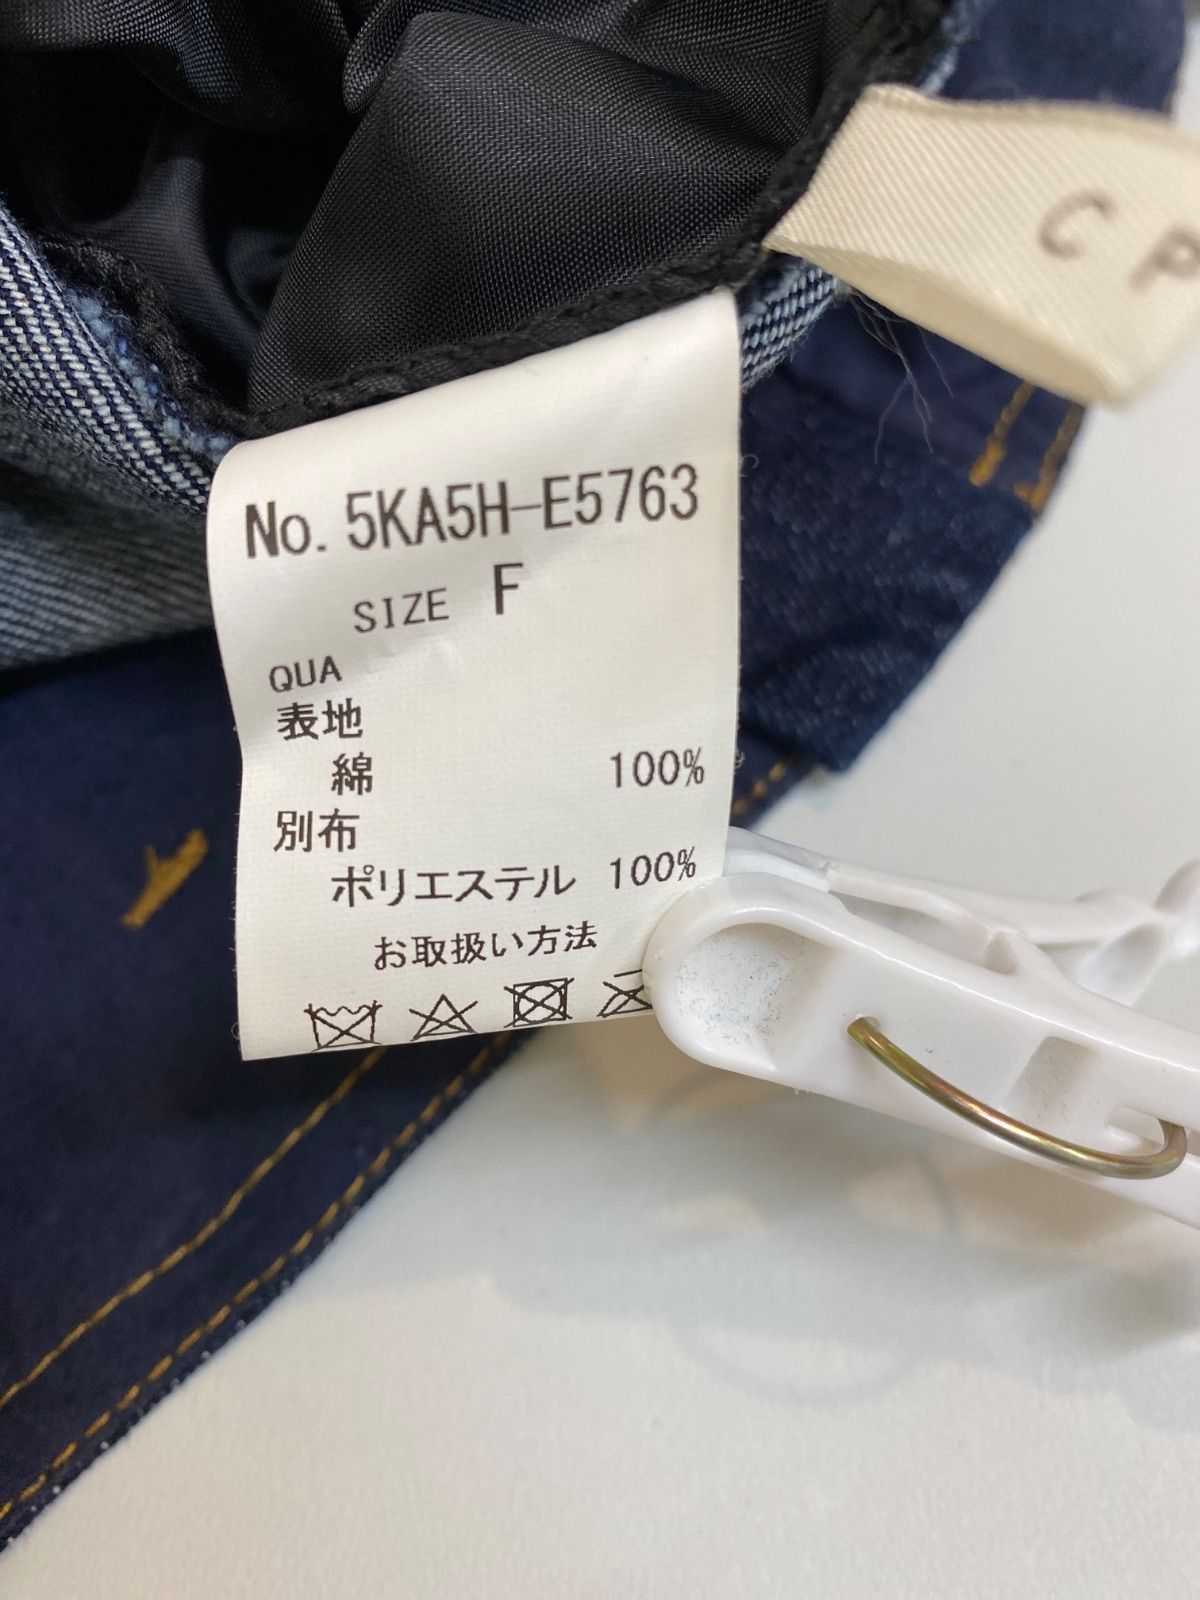 C P
No. 5KA5H-E5763
SIZE F
QUA
表地
綿 100%
別布
ポリエステル 100%
お取扱い方法